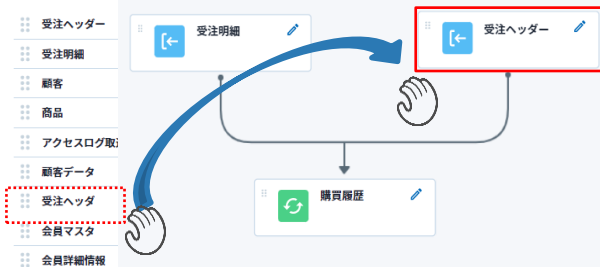 受注ヘッダー
受注明細
顧客
商品
アクセスログ取
顧客データ
受注ヘッダ
会員マスタ
会員詳細情報
受注明細
受注ヘッダー
購買履歴